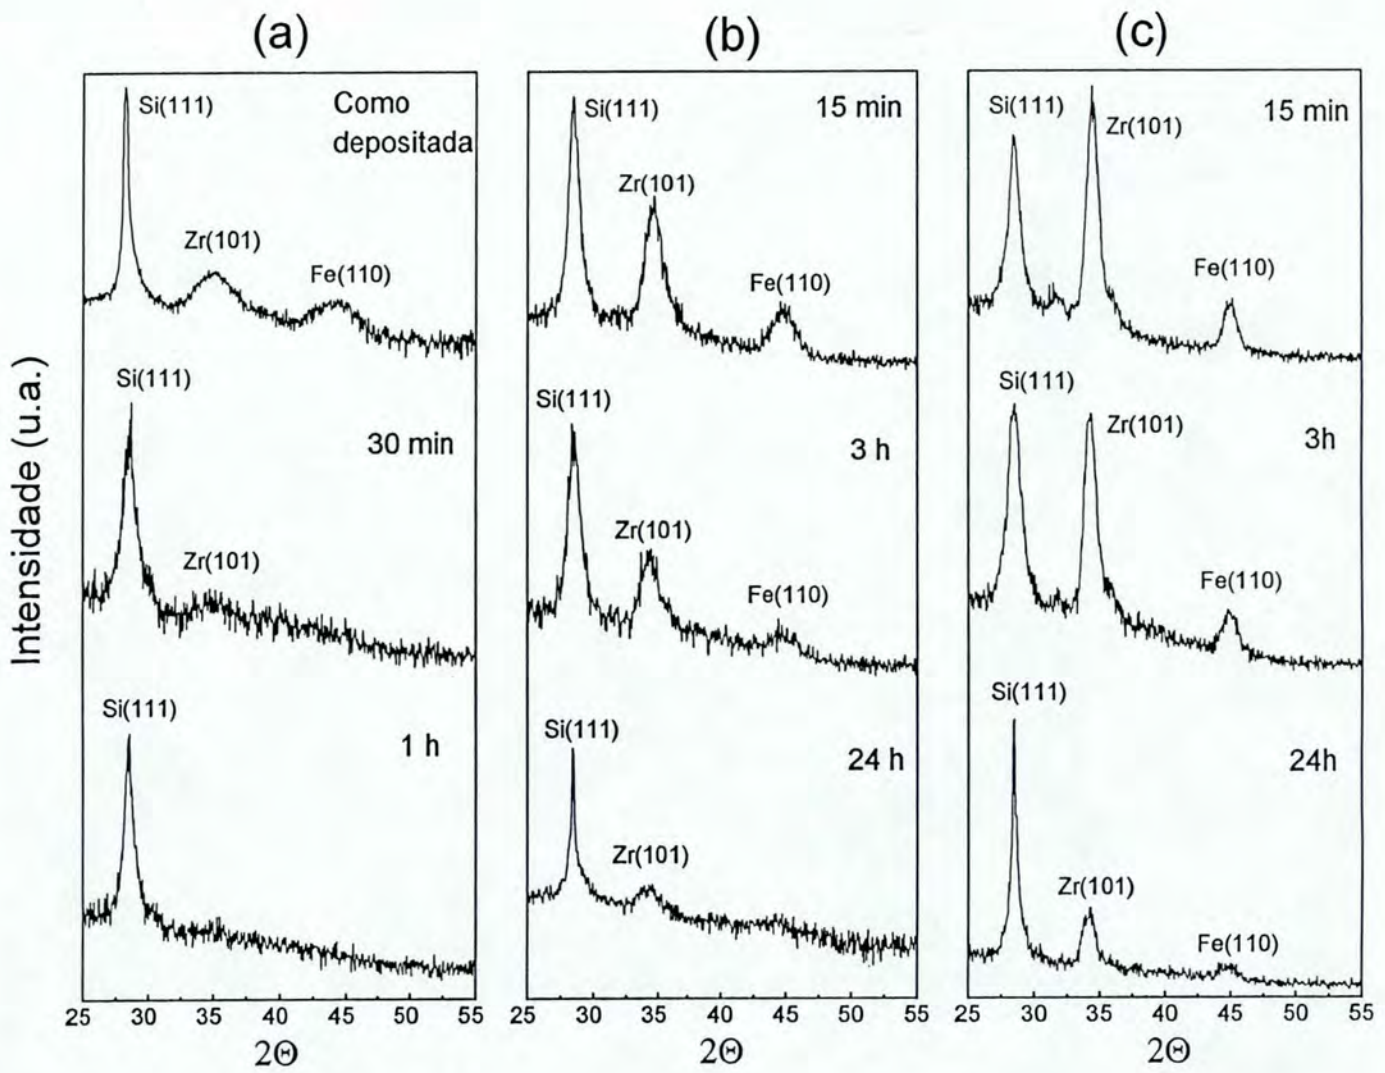 (a)
(b)
(c)
Intensidade (u.a.)
Si(111)
Como
depositada
Zr(101)
Fe(110)
Si(111)
30 min
Zr(101)
Si(111)
1 h
25 30 35 40 45 50 55
2Θ
Si(111)
15 min
Zr(101)
Fe(110)
Si(111)
3 h
Zr(101)
Fe(110)
Si(111)
24 h
Zr(101)
25 30 35 40 45 50 55
2Θ
Si(111)
15 min
Zr(101)
Fe(110)
Si(111)
Zr(101)
3h
Fe(110)
Si(111)
24h
Zr(101)
Fe(110)
25 30 35 40 45 50 55
2Θ